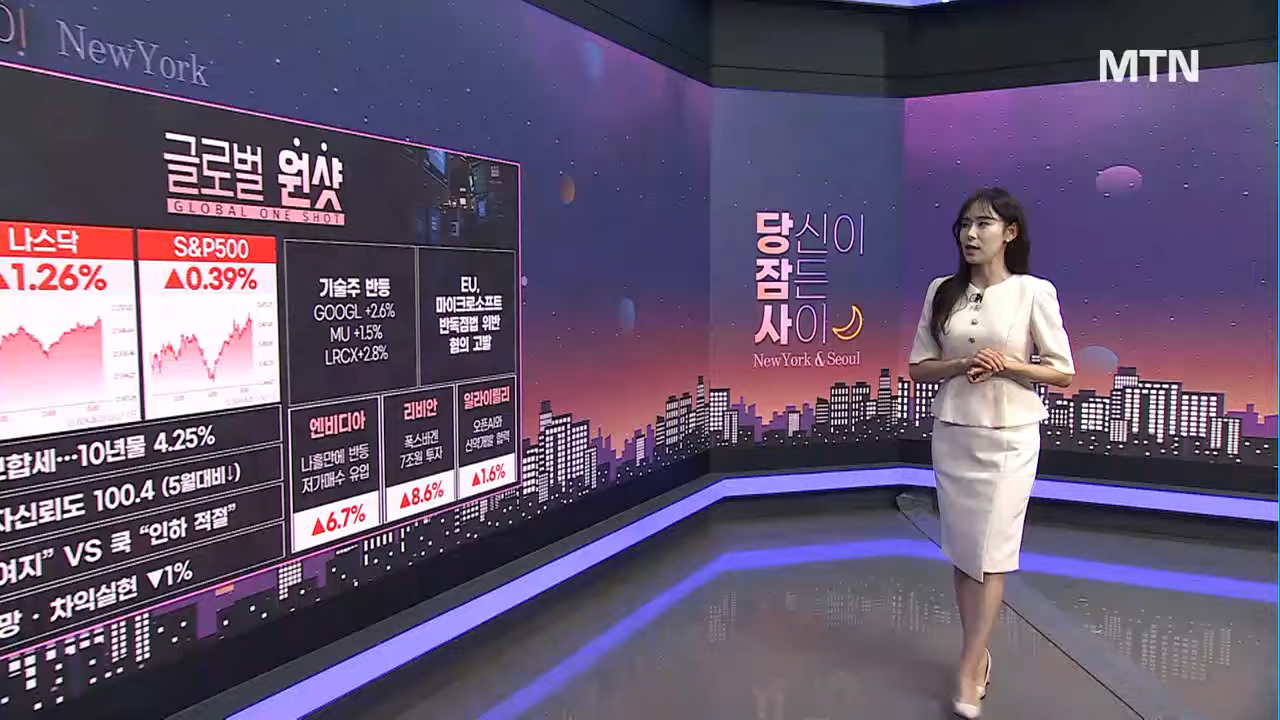 NewYork
MTN
글로벌 원샷
GLOBAL ONE SHOT
나스닥
▲1.26%
S&P500
▲0.39%
기술주 반등
GOOGL +2.6%
MU +1.5%
LRCX+2.8%
EU,
마이크로소프트
반독점법 위반
혐의 고발
엔비디아
나흘만에 반등
저가매수 유입
▲6.7%
리비안
폭스바겐
7조원 투자
▲8.6%
일라이릴리
오픈AI와
신약개발 협력
▲1.6%
보합세…10년물 4.25%
자신뢰도 100.4 (5월대비↓)
여지” VS 쿡 “인하 적절”
망·차익실현 ▼1%
당신이
잠든
사이
NewYork & Seoul